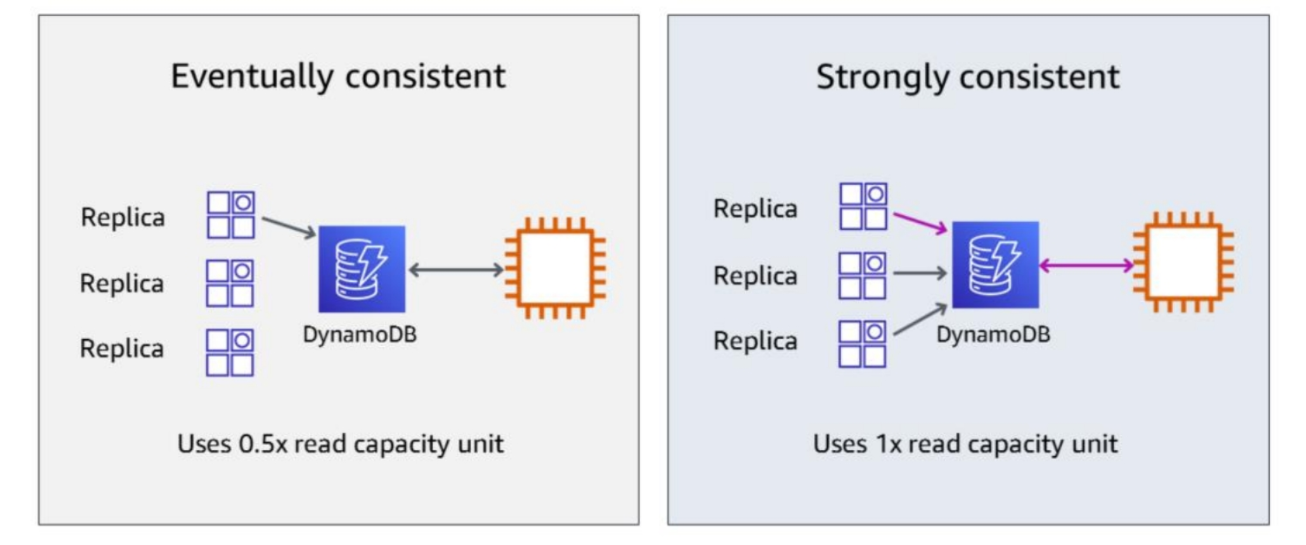 Eventually consistent
Replica
Replica
Replica
DynamoDB
Uses 0.5x read capacity unit
Strongly consistent
Replica
Replica
Replica
DynamoDB
Uses 1x read capacity unit